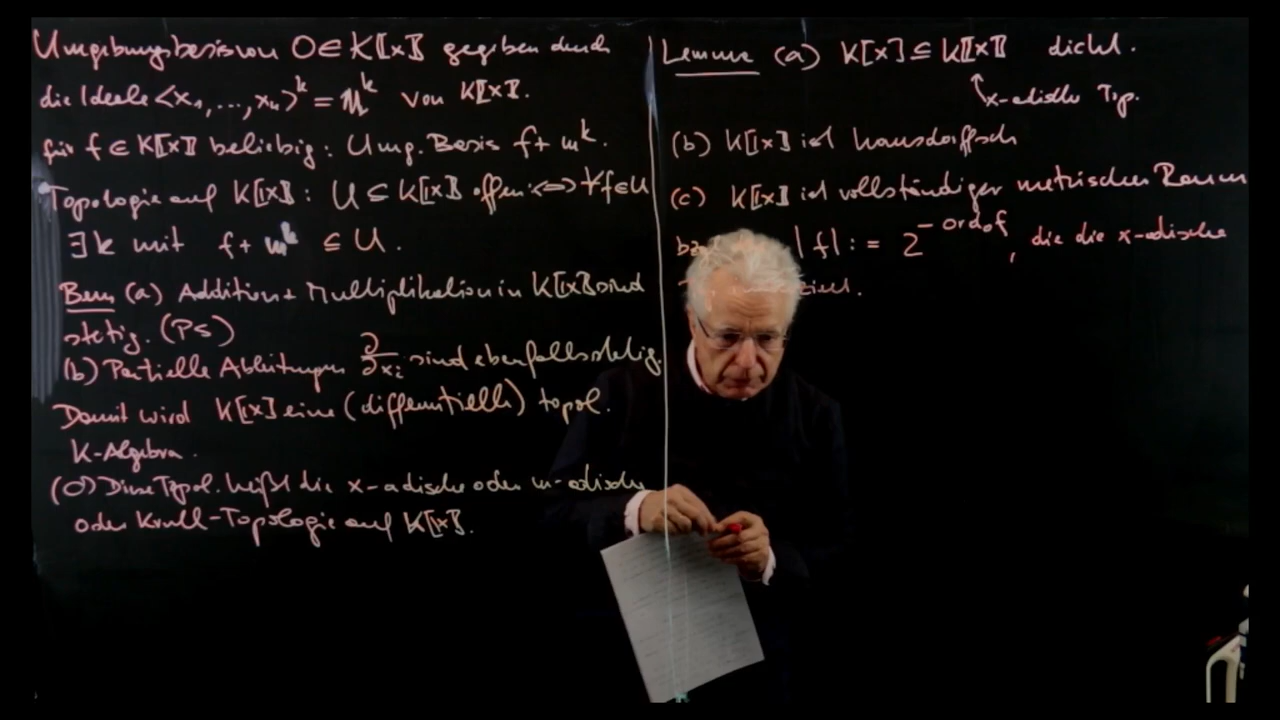 Umgebungsbasis von 0 ∈ K[[x]] gegeben durch
die Ideale <x₁, ..., xₙ>ᵏ = mᵏ von K[[x]].
für f ∈ K[[x]] beliebig: Umg. Basis f + mᵏ.
Topologie auf K[[x]]: U ⊆ K[[x]] offen :⇔ ∀ f ∈ U
∃ k mit f + mᵏ ⊆ U.
Bem (a) Addition + Multiplikation in K[[x]] sind
stetig. (PS)
(b) Partielle Ableitungen ∂/∂xᵢ sind ebenfalls stetig.
Damit wird K[[x]] eine (differentielle) topol.
K-Algebra.
(c) Diese Topol. heißt die x-adische oder m-adische
oder Krull-Topologie auf K[[x]].
Lemma (a) K[x] ⊆ K[[x]] dicht.
x-adische Top.
(b) K[[x]] ist hausdorffsch
(c) K[[x]] ist vollständiger metrischer Raum
|f| := 2^(-ord₀f), die die x-adische